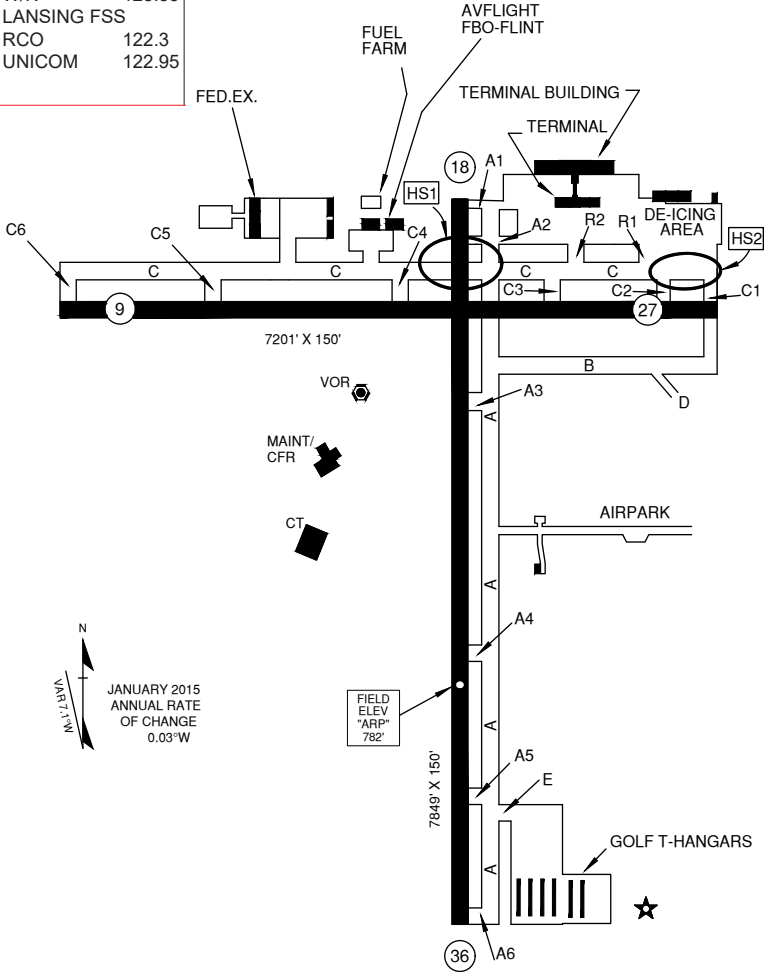 LANSING FSS
RCO 122.3
UNICOM 122.95
AVFLIGHT
FBO-FLINT
FUEL
FARM
FED.EX.
TERMINAL BUILDING
TERMINAL
18
A1
HS1
A2
R2
R1
DE-ICING
AREA
HS2
C6
C5
C4
C
C
C
C
C3
C2
C1
9
27
7201' X 150'
B
D
VOR
A3
A
MAINT/
CFR
CT
AIRPARK
A
A4
N
VAR 7.1°W
JANUARY 2015
ANNUAL RATE
OF CHANGE
0.03°W
FIELD
ELEV
"ARP"
782'
A
7849' X 150'
A5
E
GOLF T-HANGARS
A
A6
36